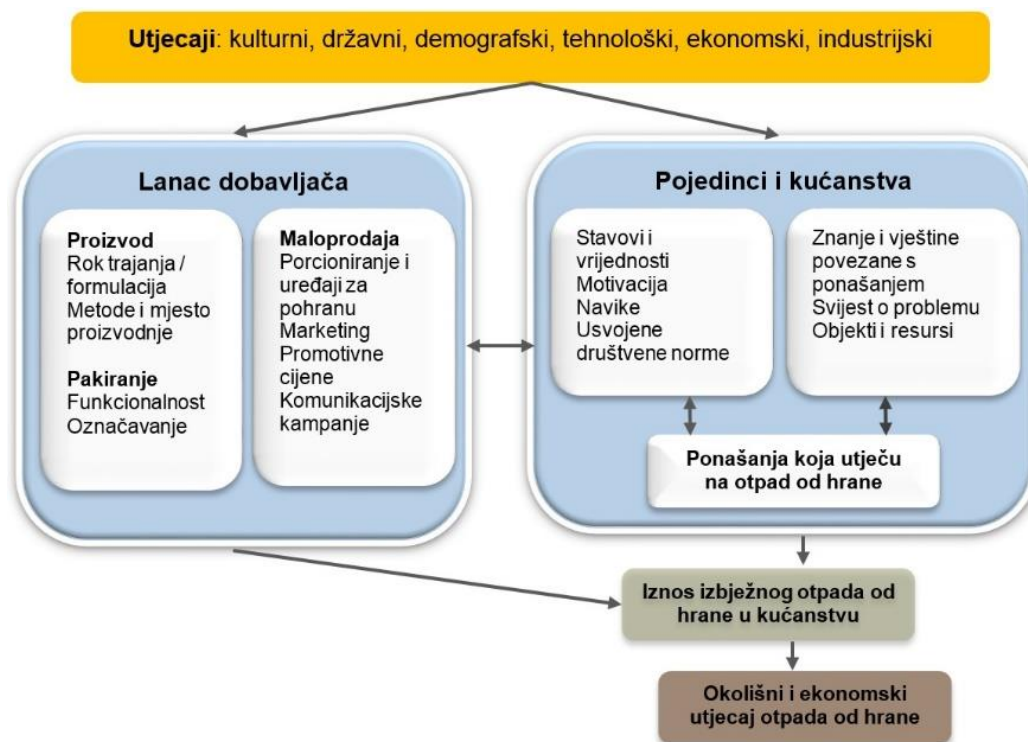 Utjecaji: kulturni, državni, demografski, tehnološki, ekonomski, industrijski
Lanac dobavljača
Proizvod
Rok trajanja /
formulacija
Metode i mjesto
proizvodnje
Pakiranje
Funkcionalnost
Označavanje
Maloprodaja
Porcioniranje i
uređaji za
pohranu
Marketing
Promotivne
cijene
Komunikacijske
kampanje
Pojedinci i kućanstva
Stavovi i
vrijednosti
Motivacija
Navike
Usvojene
društvene norme
Znanje i vještine
povezane s
ponašanjem
Svijest o problemu
Objekti i resursi
Ponašanja koja utječu
na otpad od hrane
Iznos izbježnog otpada od
hrane u kućanstvu
Okolišni i ekonomski
utjecaj otpada od hrane